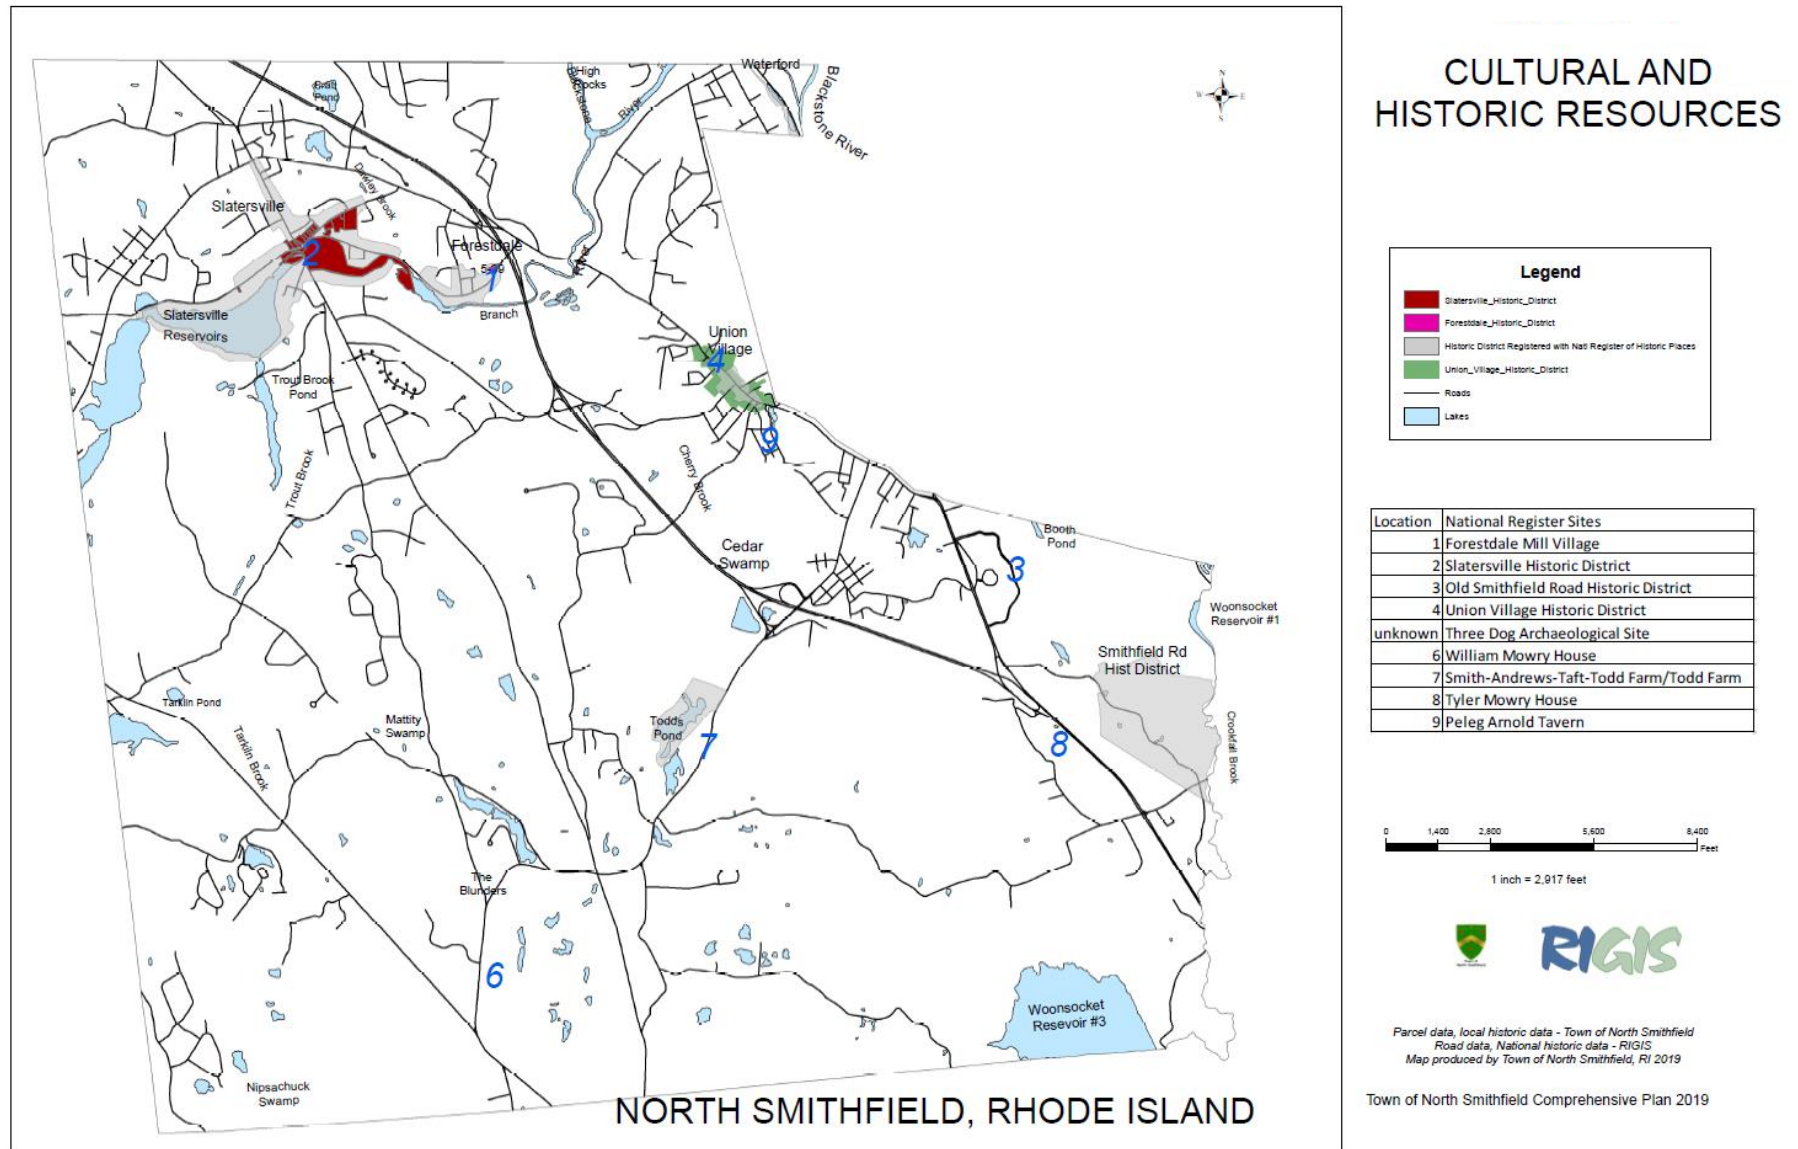 CULTURAL AND
HISTORIC RESOURCES
N
W E
S
Legend
Slatersville_Historic_District
Forestdale_Historic_District
Historic District Registered with Natl Register of Historic Places
Union_Village_Historic_District
Roads
Lakes
Location National Register Sites
1 Forestdale Mill Village
2 Slatersville Historic District
3 Old Smithfield Road Historic District
4 Union Village Historic District
unknown Three Dog Archaeological Site
6 William Mowry House
7 Smith-Andrews-Taft-Todd Farm/Todd Farm
8 Tyler Mowry House
9 Peleg Arnold Tavern
0 1,400 2,800 5,600 8,400
Feet
1 inch = 2,917 feet
RIGIS
Parcel data, local historic data - Town of North Smithfield
Road data, National historic data - RIGIS
Map produced by Town of North Smithfield, RI 2019
Town of North Smithfield Comprehensive Plan 2019
Waterford
High
Rocks
Blackstone
River
Blackstone River
Pond
Dawley Brook
Slatersville
2
Forestdale
1
River
Branch
Slatersville
Reservoirs
Union
Village
4
Trout Brook
Pond
9
Trout Brook
Cherry Brook
Cedar
Swamp
Booth
Pond
3
Woonsocket
Reservoir #1
Smithfield Rd
Hist District
Tarklin Pond
Tarkiln Brook
Mattity
Swamp
Todds
Pond
7
8
Crookfall Brook
The
Blunders
6
Woonsocket
Resevoir #3
Nipsachuck
Swamp
NORTH SMITHFIELD, RHODE ISLAND